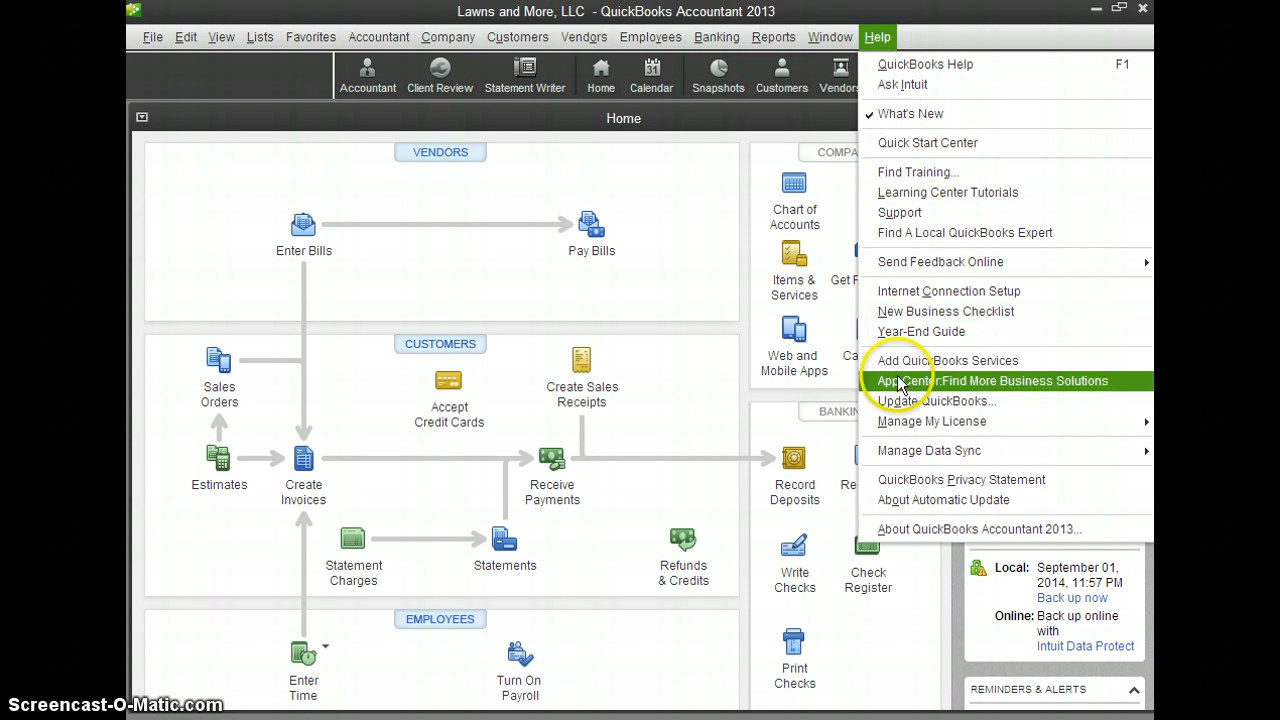 Lawns and More, LLC - QuickBooks Accountant 2013
File Edit View Lists Favorites Accountant Company Customers Vendors Employees Banking Reports Window Help
Accountant Client Review Statement Writer Home Calendar Snapshots Customers Vendors
Home
QuickBooks Help F1
Ask Intuit
What's New
Quick Start Center
Find Training...
Learning Center Tutorials
Support
Find A Local QuickBooks Expert
Send Feedback Online
Internet Connection Setup
New Business Checklist
Year-End Guide
Add QuickBooks Services
App Center:Find More Business Solutions
Update QuickBooks...
Manage My License
Manage Data Sync
QuickBooks Privacy Statement
About Automatic Update
About QuickBooks Accountant 2013...
VENDORS
Enter Bills
Pay Bills
CUSTOMERS
Sales
Orders
Accept
Credit Cards
Create Sales
Receipts
Estimates
Create
Invoices
Receive
Payments
Statement
Charges
Statements
Refunds
& Credits
EMPLOYEES
Enter
Time
Turn On
Payroll
COMPA
Chart of
Accounts
Items &
Services
Get F
Web and
Mobile Apps
Ca
BANKIN
Record
Deposits
Re
Write
Checks
Check
Register
Print
Checks
Local: September 01,
2014, 11:57 PM
Back up now
Online: Back up online
with
Intuit Data Protect
REMINDERS & ALERTS
Screencast-O-Matic.com